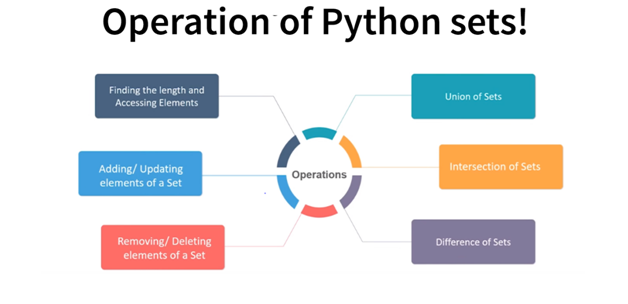 Operation of Python sets!
Finding the length and
Accessing Elements
Union of Sets
Adding/ Updating
elements of a Set
Operations
Intersection of Sets
Removing/ Deleting
elements of a Set
Difference of Sets